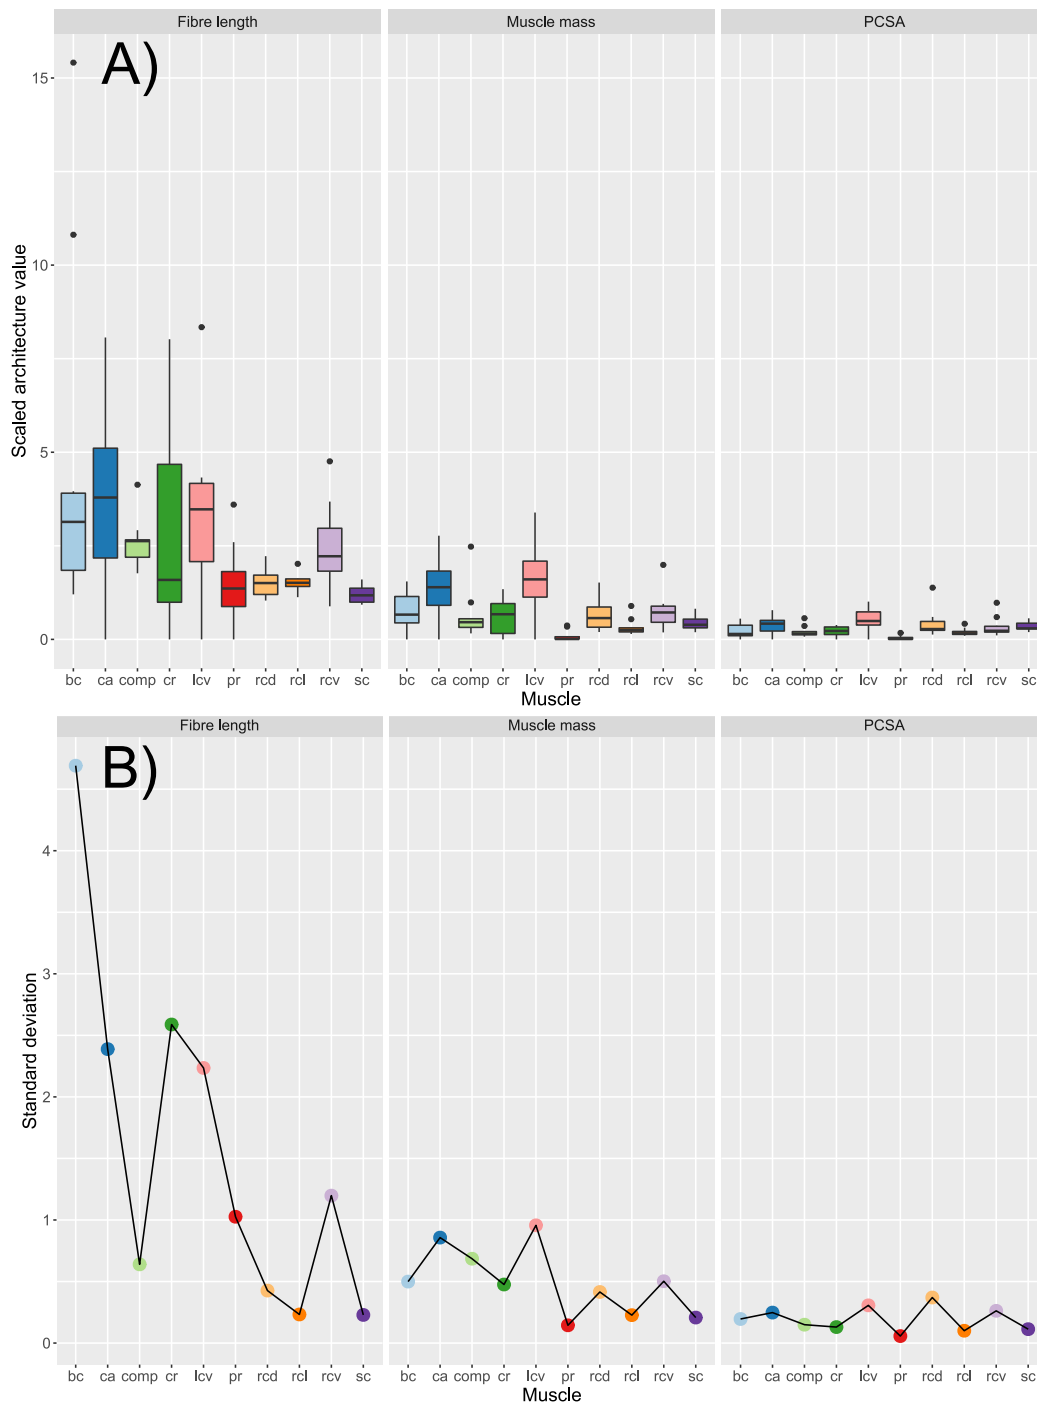 Fibre length Muscle mass PCSA
A)
15
10
5
0
Scaled architecture value
bc ca comp cr lcv pr rcd rcl rcv sc bc ca comp cr lcv pr rcd rcl rcv sc bc ca comp cr lcv pr rcd rcl rcv sc
Muscle
Fibre length Muscle mass PCSA
B)
4
3
2
1
0
Standard deviation
bc ca comp cr lcv pr rcd rcl rcv sc bc ca comp cr lcv pr rcd rcl rcv sc bc ca comp cr lcv pr rcd rcl rcv sc
Muscle